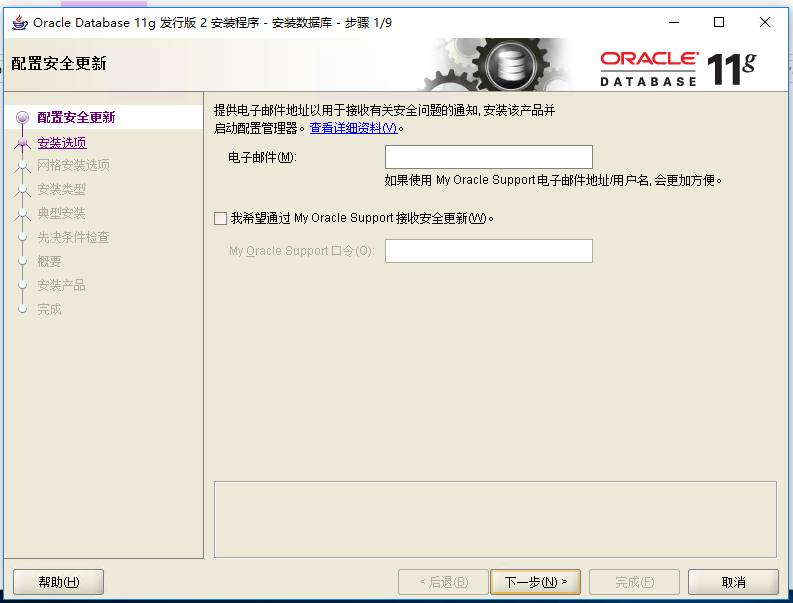 Oracle Database 11g 发行版 2 安装程序 - 安装数据库 - 步骤 1/9
配置安全更新
ORACLE
DATABASE 11g
配置安全更新
安装选项
网格安装选项
安装类型
典型安装
先决条件检查
概要
安装产品
完成
提供电子邮件地址以用于接收有关安全问题的通知, 安装该产品并
启动配置管理器。查看详细资料(V)。
电子邮件(M):
如果使用 My Oracle Support 电子邮件地址/用户名, 会更加方便。
我希望通过 My Oracle Support 接收安全更新(W)。
My Oracle Support 口令(O):
帮助(H)
< 后退(B)
下一步(N) >
完成(F)
取消